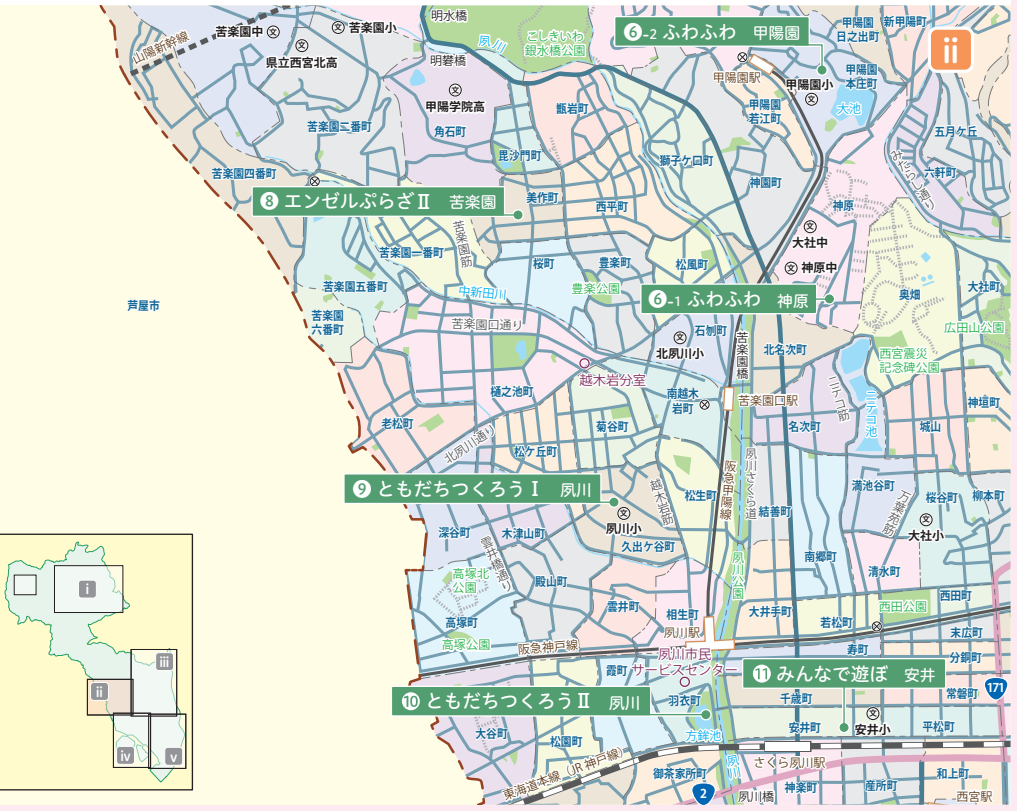 苦楽園中
苦楽園小
明水橋
夙川
こしきいわ
銀水橋公園
❻-2 ふわふわ 甲陽園
甲陽園
日之出町
新甲陽町
ii
山陽新幹線
県立西宮北高
明礬橋
甲陽園駅
甲陽園小
甲陽園
本庄町
大池
甲陽学院高
甑岩町
甲陽園
若江町
苦楽園二番町
角石町
五月ケ丘
毘沙門町
獅子ケ口町
みたらし通り
六軒町
苦楽園四番町
神園町
❽ エンゼルぷらざⅡ 苦楽園
美作町
西平町
神原
苦楽園筋
大社中
苦楽園一番町
桜町
豊楽町
松風町
神原中
苦楽園五番町
中新田川
豊楽公園
❻-1 ふわふわ 神原
奥畑
大社町
芦屋市
苦楽園
六番町
苦楽園口通り
石刎町
苦楽園橋
広田山公園
北夙川小
北名次町
西宮震災
記念碑公園
越木岩分室
樋之池町
南越木
岩町
苦楽園口駅
ニテコ筋
ニテコ池
神垣町
老松町
菊谷町
名次町
城山
北夙川通り
松ケ丘町
阪急甲陽線
夙川さくら道
❾ ともだちつくろうⅠ 夙川
越木岩筋
松生町
満池谷町
万葉苑筋
桜谷町
柳本町
結善町
深谷町
木津山町
夙川小
大社小
雲井橋通り
久出ケ谷町
南郷町
清水町
高塚北
公園
殿山町
夙川公園
西田町
雲井町
相生町
大井手町
西田公園
高塚町
若松町
高塚公園
夙川駅
末広町
阪急神戸線
夙川市民
サービスセンター
寿町
分銅町
霞町
⓫ みんなで遊ぼ 安井
171
❿ ともだちつくろうⅡ 夙川
羽衣町
千歳町
常磐町
大谷町
松園町
方鉾池
安井町
安井小
平松町
東海道本線（JR神戸線）
夙川
さくら夙川駅
御茶家所町
和上町
2
夙川橋
神楽町
産所町
西宮駅
i
iii
ii
iv
v